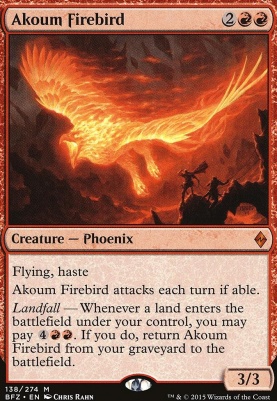 Akoum Firebird 2
Creature — Phoenix
Flying, haste
Akoum Firebird attacks each turn if able.
Landfall — Whenever a land enters the
battlefield under your control, you may
pay 4. If you do, return Akoum
Firebird from your graveyard to the
battlefield.
3/3
138/274 M
BFZ • EN Chris Rahn
™ & © 2015 Wizards of the Coast